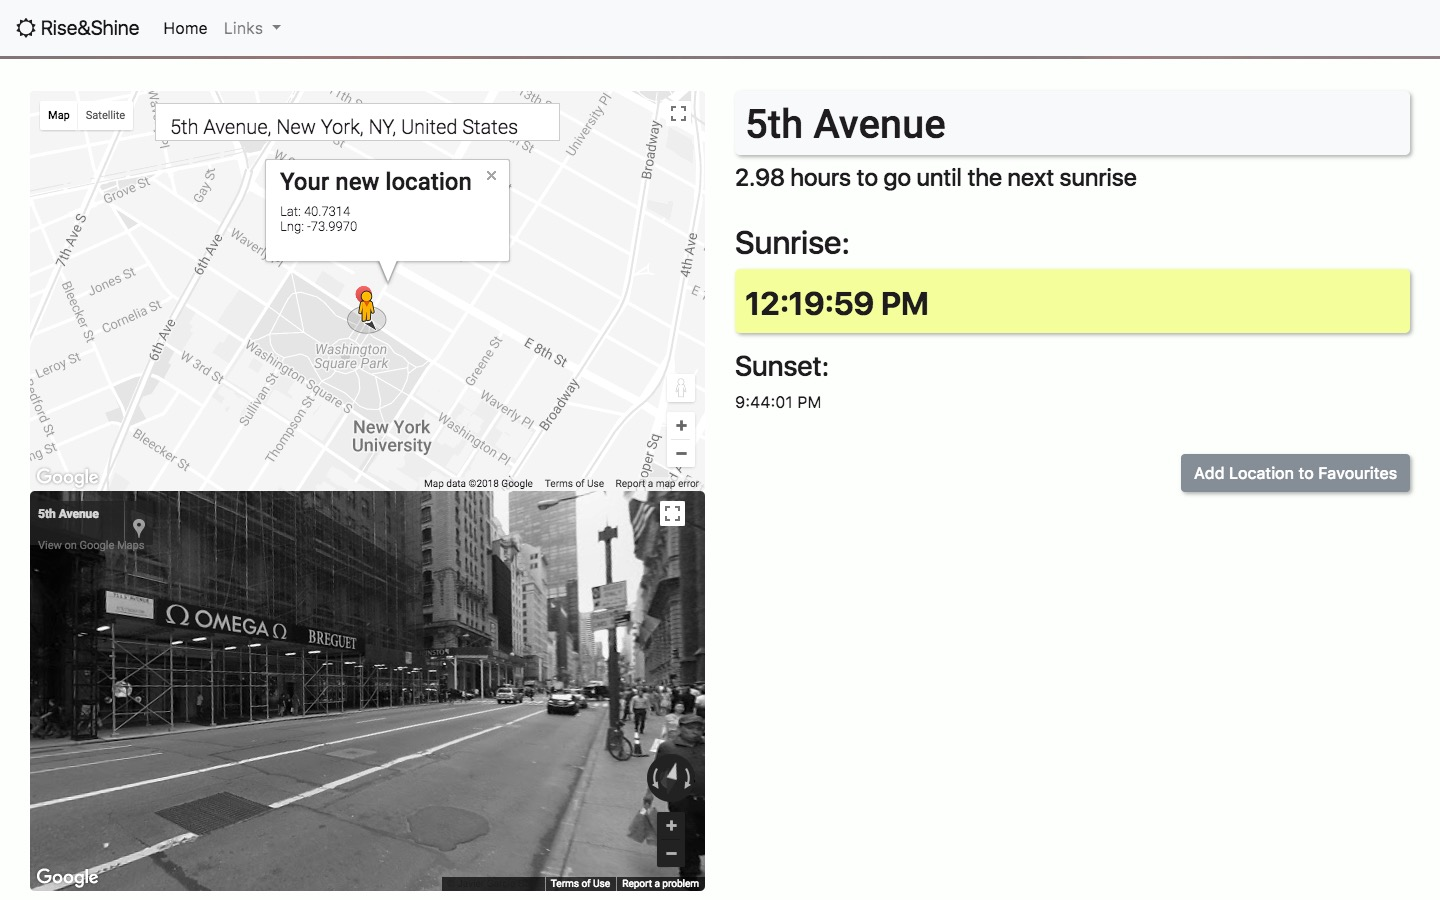 Rise&Shine Home Links
Map Satellite
5th Avenue, New York, NY, United States
Your new location
Lat: 40.7314
Lng: -73.9970
11th St
13th St
University Pl
Broadway
Grove St
Gay St
7th Ave S
6th Ave
4th Ave
Jones St
Bleecker St
Cornelia St
6th Ave
Leroy St
W 3rd St
Washington Square S
Washington
Square Park
Greene St
E 8th St
Sullivan St
Thompson St
Waverly Pl
Broadway
Washington Pl
New York
University
Bleecker St
Google
Map data ©2018 Google Terms of Use Report a map error
5th Avenue
View on Google Maps
Ω OMEGA Ω
BREGUET
Google
Terms of Use Report a problem
5th Avenue
2.98 hours to go until the next sunrise
Sunrise:
12:19:59 PM
Sunset:
9:44:01 PM
Add Location to Favourites